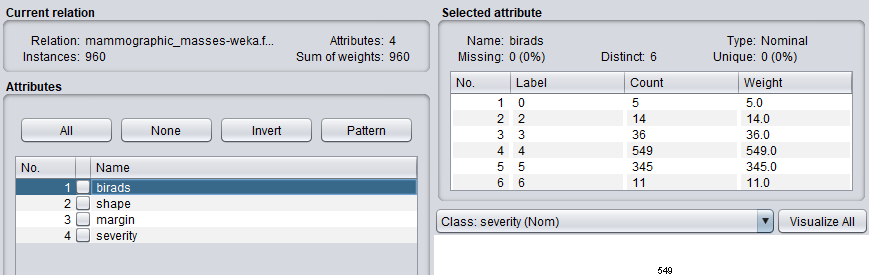 Current relation
Relation: mammographic_masses-weka.f... Attributes: 4
Instances: 960 Sum of weights: 960
Attributes
All None Invert Pattern
No. Name
1 birads
2 shape
3 margin
4 severity
Selected attribute
Name: birads Type: Nominal
Missing: 0 (0%) Distinct: 6 Unique: 0 (0%)
No. Label Count Weight
1 0 5 5.0
2 2 14 14.0
3 3 36 36.0
4 4 549 549.0
5 5 345 345.0
6 6 11 11.0
Class: severity (Nom) Visualize All
549